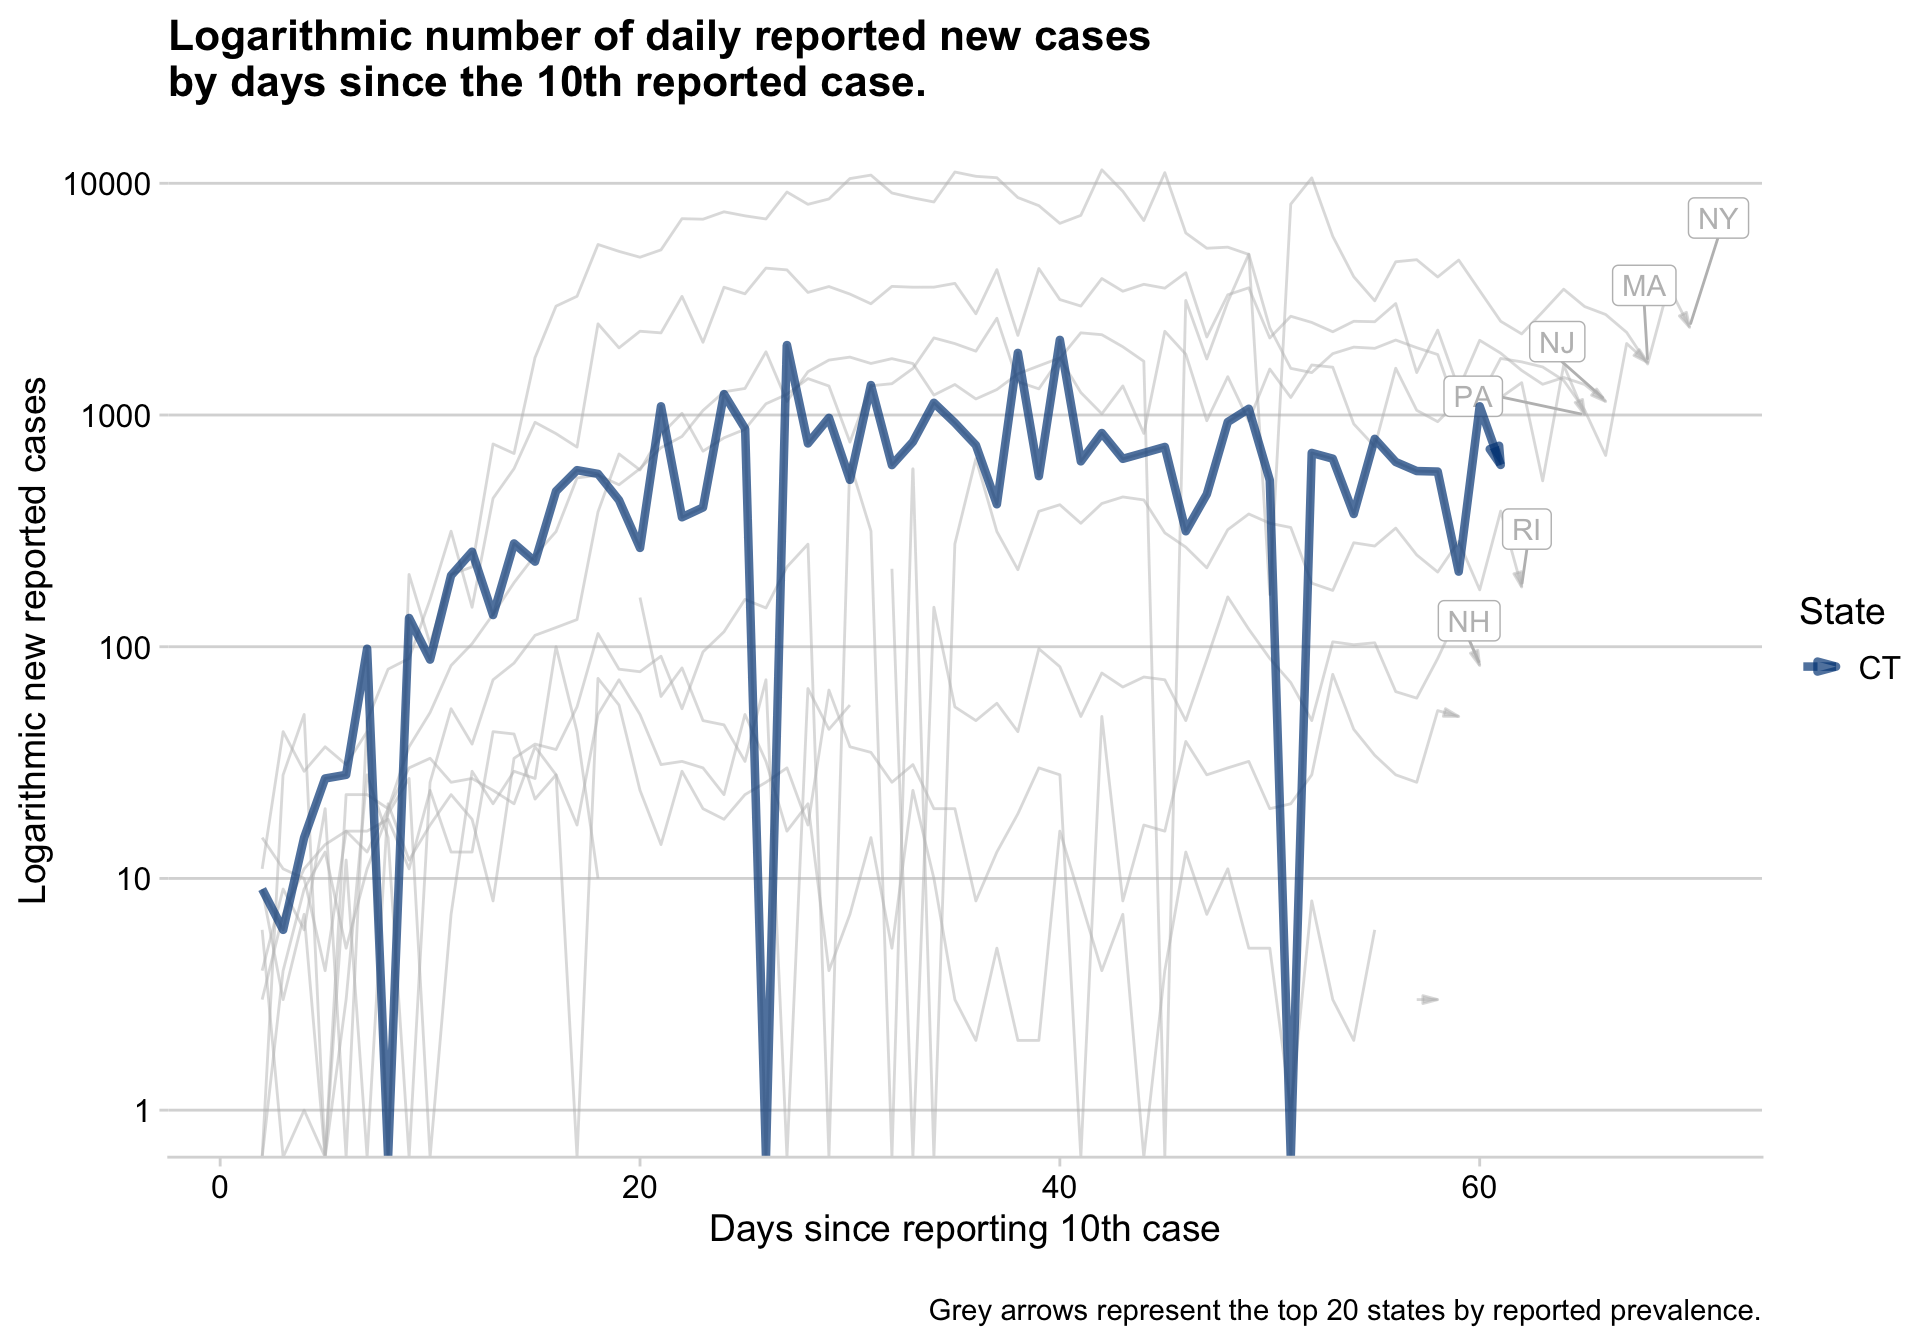 Logarithmic number of daily reported new cases
by days since the 10th reported case.
Logarithmic new reported cases
10000
1000
100
10
1
NY
MA
NJ
PA
RI
NH
State
CT
0
20
40
60
Days since reporting 10th case
Grey arrows represent the top 20 states by reported prevalence.